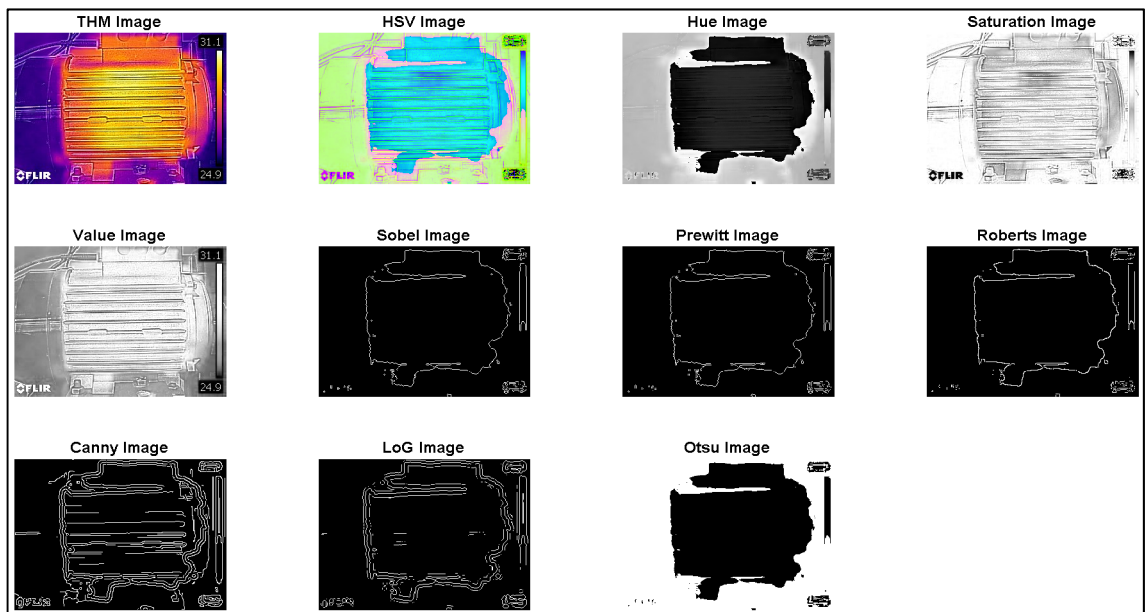 THM Image
HSV Image
Hue Image
Saturation Image
31.1
24.9
FLIR
FLIR
FLIR
FLIR
Value Image
Sobel Image
Prewitt Image
Roberts Image
31.1
24.9
FLIR
Canny Image
LoG Image
Otsu Image